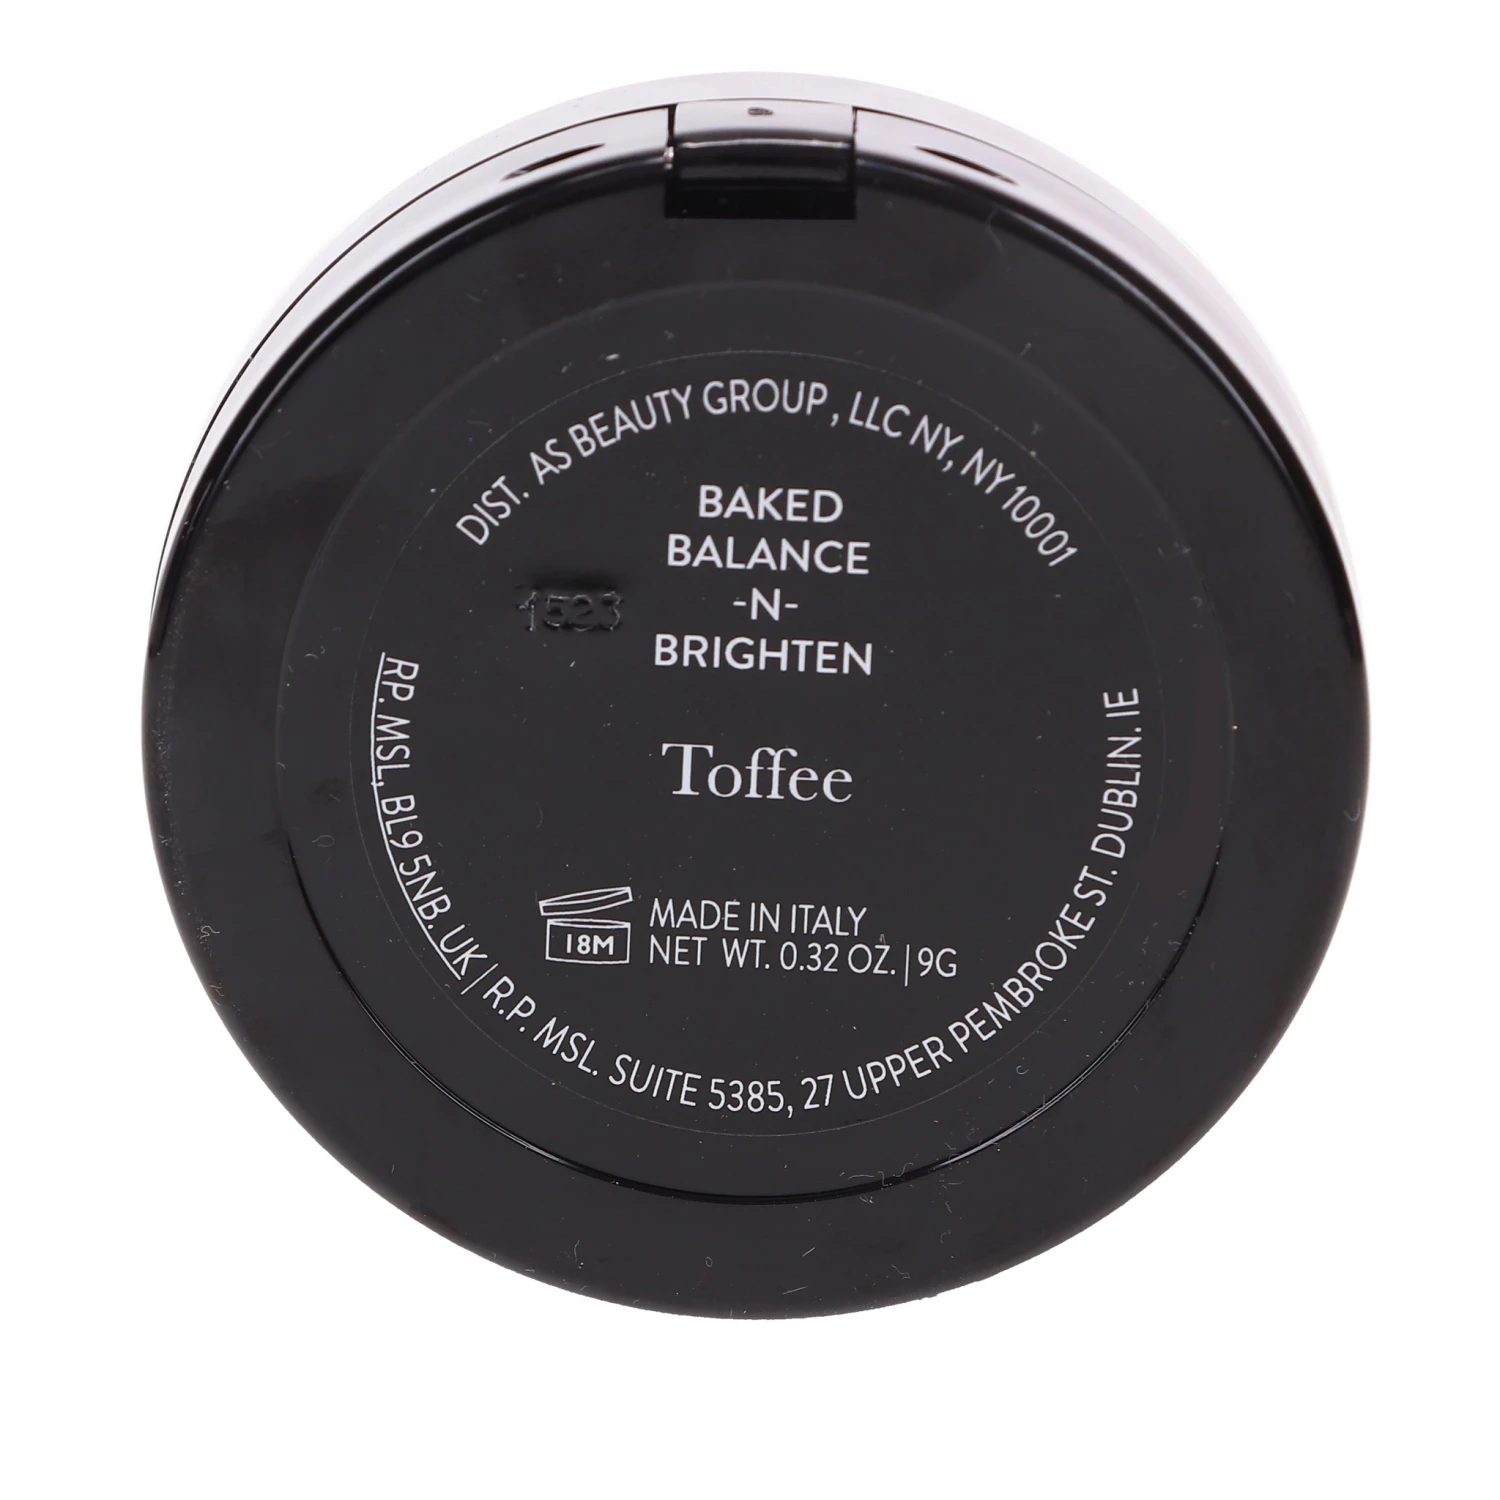 DIST. AS BEAUTY GROUP, LLC NY, NY 10001
BAKED
BALANCE
-N-
BRIGHTEN
1523
Toffee
18M
MADE IN ITALY
NET WT. 0.32 OZ. | 9G
RP. MSL, BL9 5NB. UK | R.P. MSL. SUITE 5385, 27 UPPER PEMBROKE ST. DUBLIN. IE